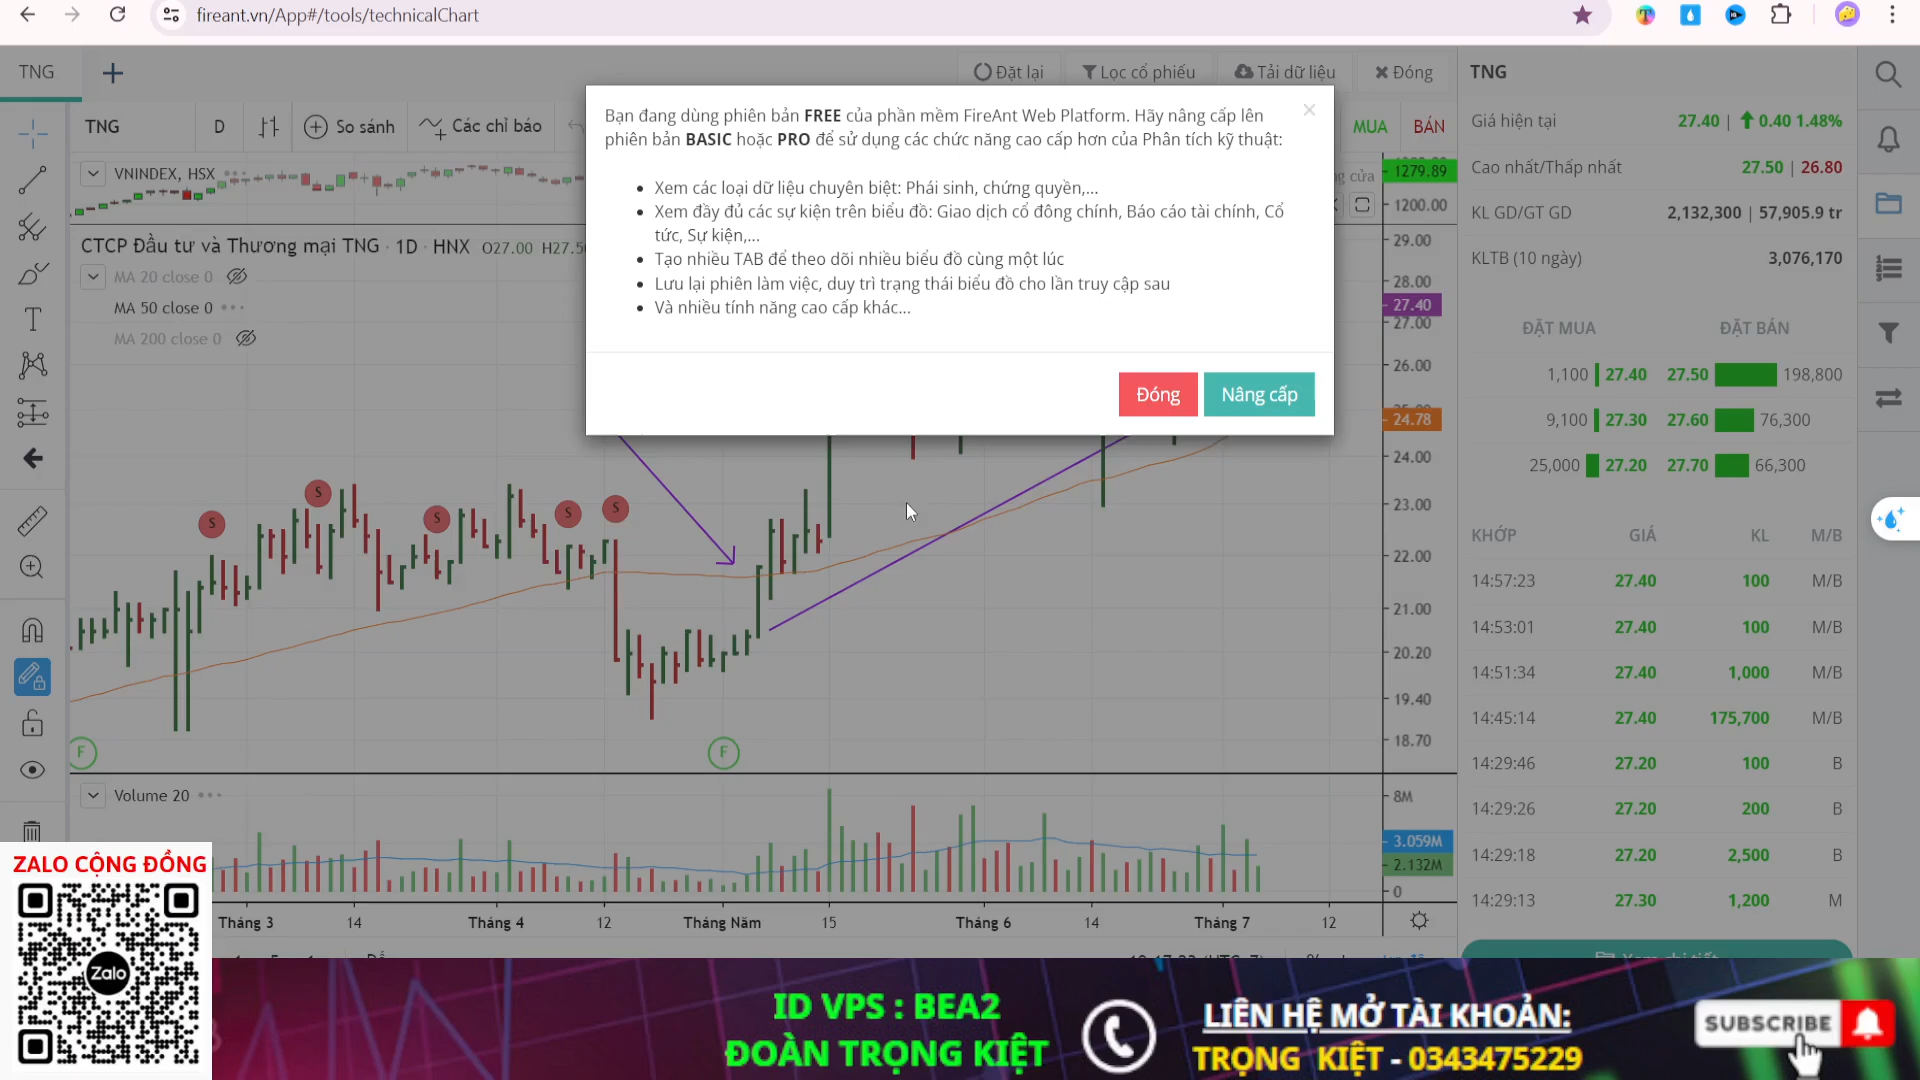 fireant.vn/App#/tools/technicalChart
TNG
Đặt lại
Lọc cổ phiếu
Tải dữ liệu
Đóng
TNG
TNG
D
So sánh
Các chỉ báo
MUA
BÁN
VNINDEX, HSX
1279.89
1200.00
CTCP Đầu tư và Thương mại TNG · 1D · HNX O27.00
MA 20 close 0
MA 50 close 0
MA 200 close 0
Bạn đang dùng phiên bản FREE của phần mềm FireAnt Web Platform. Hãy nâng cấp lên
phiên bản BASIC hoặc PRO để sử dụng các chức năng cao cấp hơn của Phân tích kỹ thuật:
Xem các loại dữ liệu chuyên biệt: Phái sinh, chứng quyền,...
Xem đầy đủ các sự kiện trên biểu đồ: Giao dịch cổ đông chính, Báo cáo tài chính, Cổ
tức, Sự kiện,...
Tạo nhiều TAB để theo dõi nhiều biểu đồ cùng một lúc
Lưu lại phiên làm việc, duy trì trạng thái biểu đồ cho lần truy cập sau
Và nhiều tính năng cao cấp khác...
Đóng
Nâng cấp
29.00
28.00
27.40
27.00
26.00
24.78
24.00
23.00
22.00
21.00
20.20
19.40
18.70
S
S
S
S
S
F
F
Volume 20
8M
3.059M
2.132M
0
Tháng 3
14
Tháng 4
12
Tháng Năm
15
Tháng 6
14
Tháng 7
12
Giá hiện tại
27.40 | 0.40 1.48%
Cao nhất/Thấp nhất
27.50 | 26.80
KL GD/GT GD
2,132,300 | 57,905.9 tr
KLTB (10 ngày)
3,076,170
ĐẶT MUA
ĐẶT BÁN
1,100 27.40 27.50 198,800
9,100 27.30 27.60 76,300
25,000 27.20 27.70 66,300
KHỚP GIÁ KL M/B
14:57:23 27.40 100 M/B
14:53:01 27.40 100 M/B
14:51:34 27.40 1,000 M/B
14:45:14 27.40 175,700 M/B
14:29:46 27.20 100 B
14:29:26 27.20 200 B
14:29:18 27.20 2,500 B
14:29:13 27.30 1,200 M
ZALO CỘNG ĐỒNG
Zalo
ID VPS : BEA2
ĐOÀN TRỌNG KIỆT
LIÊN HỆ MỞ TÀI KHOẢN:
TRỌNG KIỆT - 0343475229
SUBSCRIBE